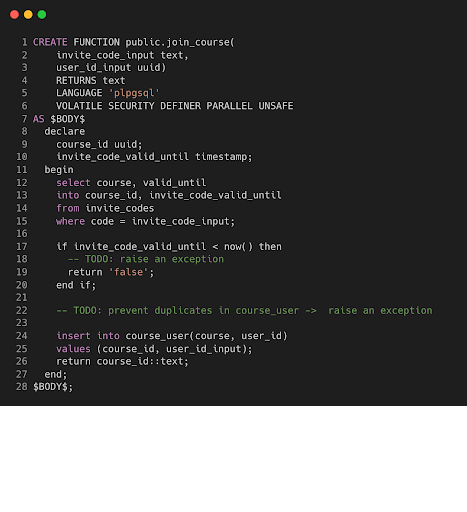 1 CREATE FUNCTION public.join_course(
2 invite_code_input text,
3 user_id_input uuid)
4 RETURNS text
5 LANGUAGE 'plpgsql'
6 VOLATILE SECURITY DEFINER PARALLEL UNSAFE
7 AS $BODY$
8 declare
9 course_id uuid;
10 invite_code_valid_until timestamp;
11 begin
12 select course, valid_until
13 into course_id, invite_code_valid_until
14 from invite_codes
15 where code = invite_code_input;
16
17 if invite_code_valid_until < now() then
18 -- TODO: raise an exception
19 return 'false';
20 end if;
21
22 -- TODO: prevent duplicates in course_user -> raise an exception
23
24 insert into course_user(course, user_id)
25 values (course_id, user_id_input);
26 return course_id::text;
27 end;
28 $BODY$;